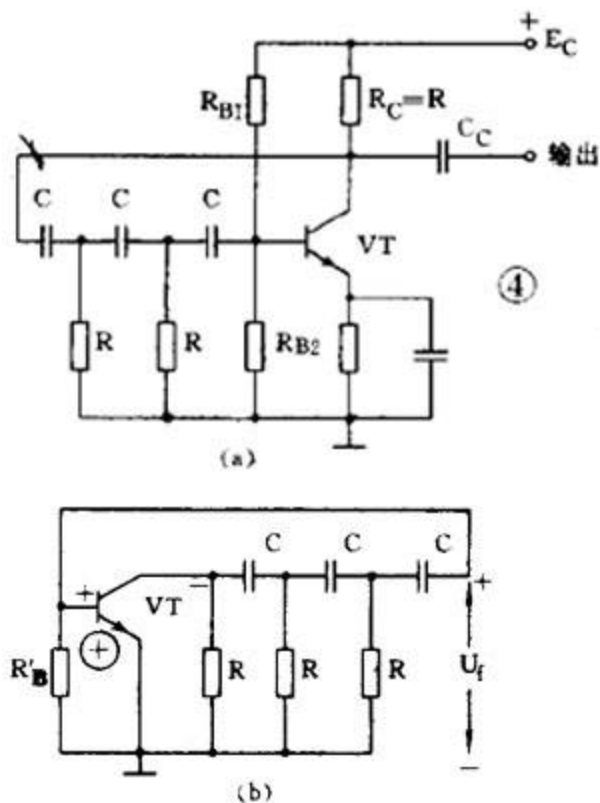 +
E_C
R_B1
R_C=R
C_C
输出
C
C
C
VT
④
R
R
R_B2
(a)
C
C
C
+
VT
−
+
+
R'_B
R
R
R
U_f
−
(b)